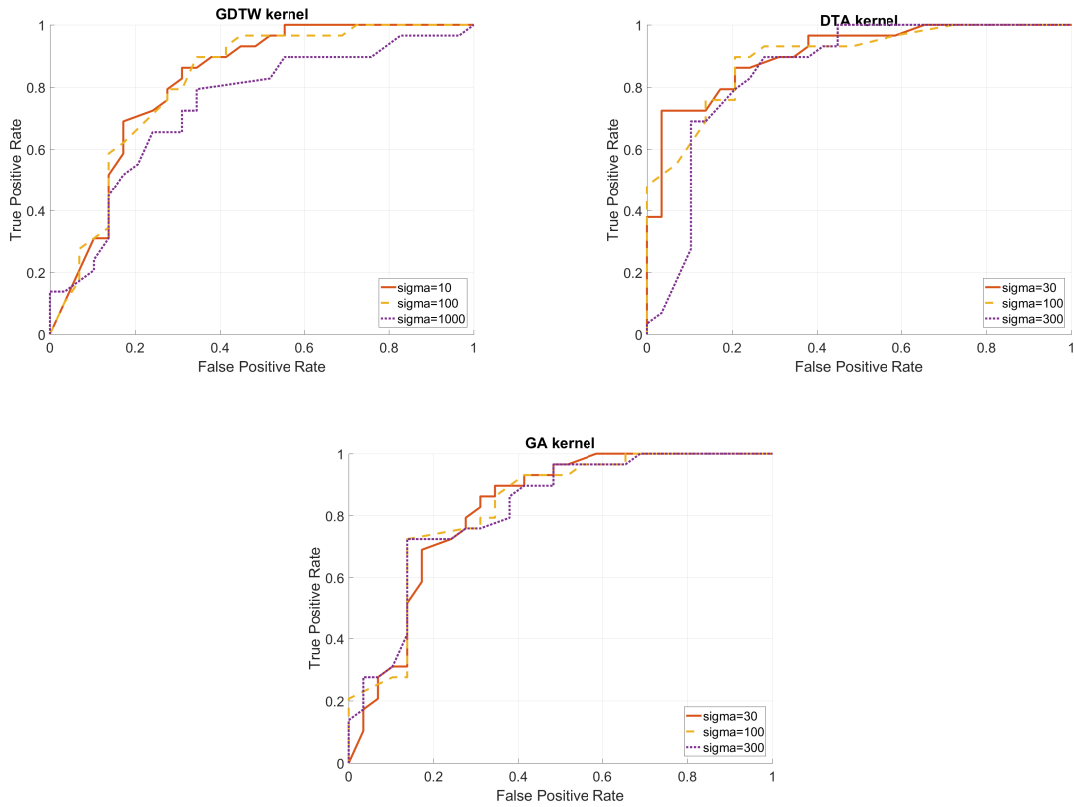 GDTW kernel
True Positive Rate
1
0.8
0.6
0.4
0.2
0
0 0.2 0.4 0.6 0.8 1
False Positive Rate
sigma=10
sigma=100
sigma=1000
DTA kernel
True Positive Rate
1
0.8
0.6
0.4
0.2
0
0 0.2 0.4 0.6 0.8 1
False Positive Rate
sigma=30
sigma=100
sigma=300
GA kernel
True Positive Rate
1
0.8
0.6
0.4
0.2
0
0 0.2 0.4 0.6 0.8 1
False Positive Rate
sigma=30
sigma=100
sigma=300